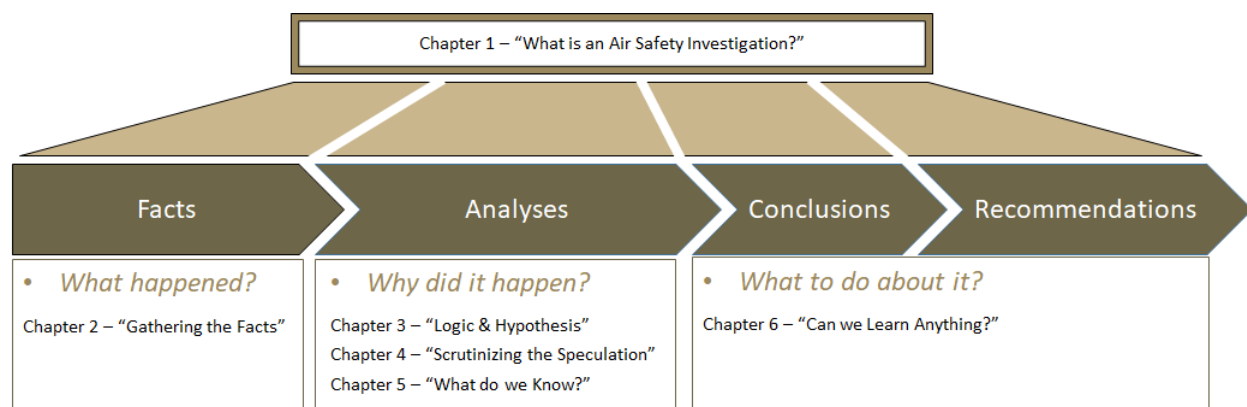 Chapter 1 – “What is an Air Safety Investigation?”
Facts
Analyses
Conclusions
Recommendations
• What happened?
Chapter 2 – “Gathering the Facts”
• Why did it happen?
Chapter 3 – “Logic & Hypothesis”
Chapter 4 – “Scrutinizing the Speculation”
Chapter 5 – “What do we Know?”
• What to do about it?
Chapter 6 – “Can we Learn Anything?”